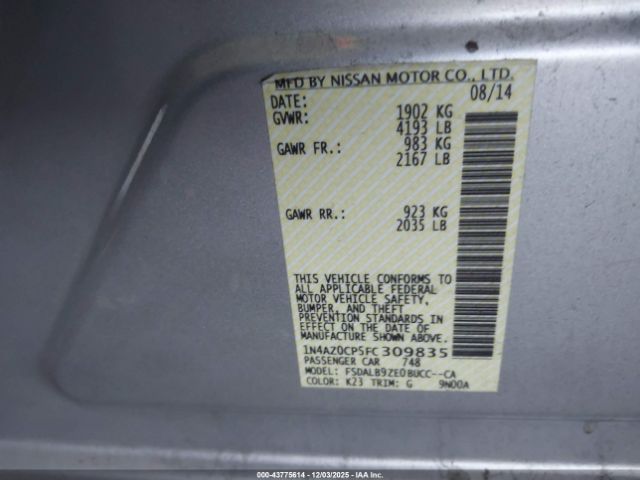 MFD BY NISSAN MOTOR CO., LTD.
DATE: 08/14
GVWR: 1902 KG
4193 LB
GAWR FR.: 983 KG
2167 LB
GAWR RR.: 923 KG
2035 LB
THIS VEHICLE CONFORMS TO
ALL APPLICABLE FEDERAL
MOTOR VEHICLE SAFETY,
BUMPER, AND THEFT
PREVENTION STANDARDS IN
EFFECT ON THE DATE OF
MANUFACTURE SHOWN ABOVE.
1N4AZ0CP5FC309835
PASSENGER CAR 748
MODEL: FSDALB9ZE0BUCC--CA
COLOR: K23 TRIM: G 9N00A
000-43775614 - 12/03/2025 - IAA Inc.